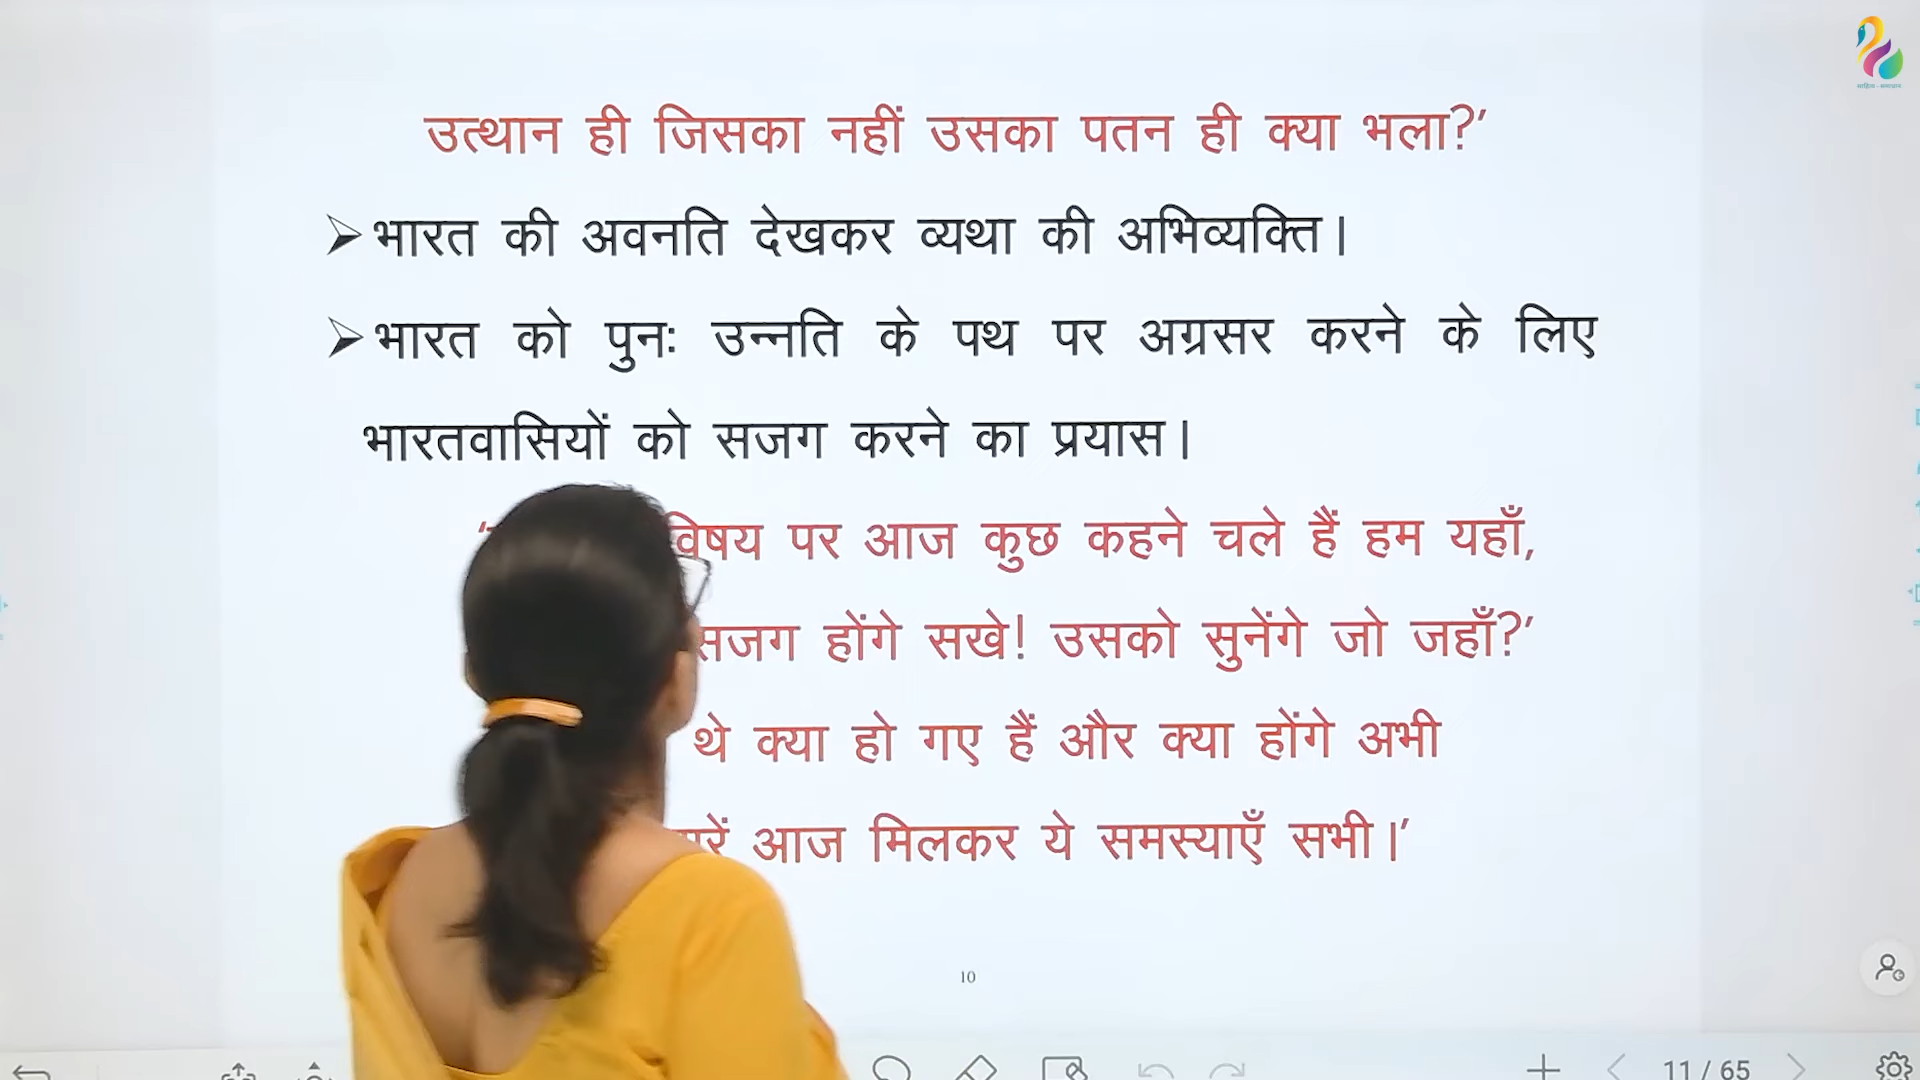 उत्थान ही जिसका नहीं उसका पतन ही क्या भला?’
➢भारत की अवनति देखकर व्यथा की अभिव्यक्ति।
➢भारत को पुनः उन्नति के पथ पर अग्रसर करने के लिए
भारतवासियों को सजग करने का प्रयास।
विषय पर आज कुछ कहने चले हैं हम यहाँ,
सजग होंगे सखे! उसको सुनेंगे जो जहाँ?’
थे क्या हो गए हैं और क्या होंगे अभी
आज मिलकर ये समस्याएँ सभी।’
10
11 / 65